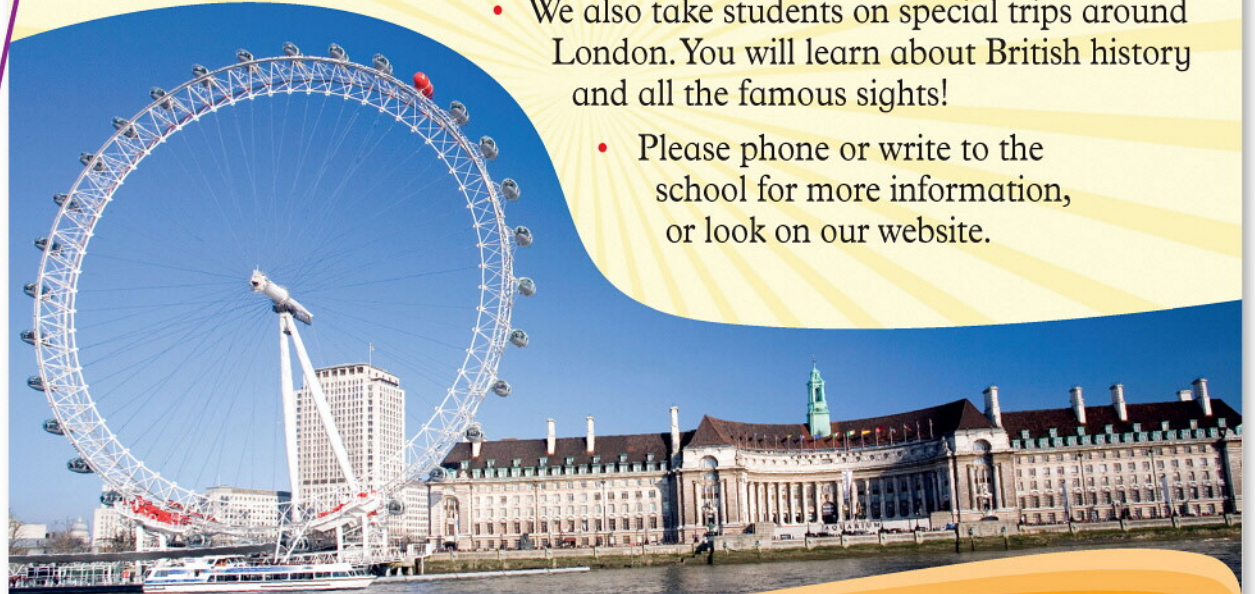 • We also take students on special trips around
London. You will learn about British history
and all the famous sights!
• Please phone or write to the
school for more information,
or look on our website.